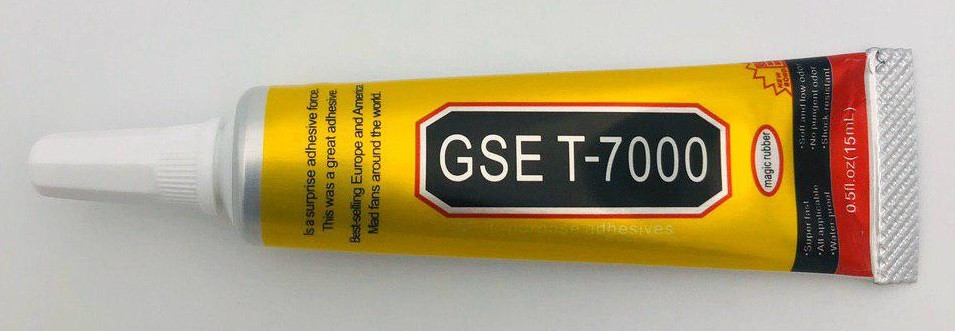 Is a surprise adhesive force.
This was a great adhesive.
Best-selling Europe and America
Mad fans around the world.
GSE T-7000
adhesives
magic rubber
NEW
·Soft and low odor
·No pungent odor
·Shock resistant
·Super fast
·All applicable
·Water proof
0.5fl.oz(15mL)